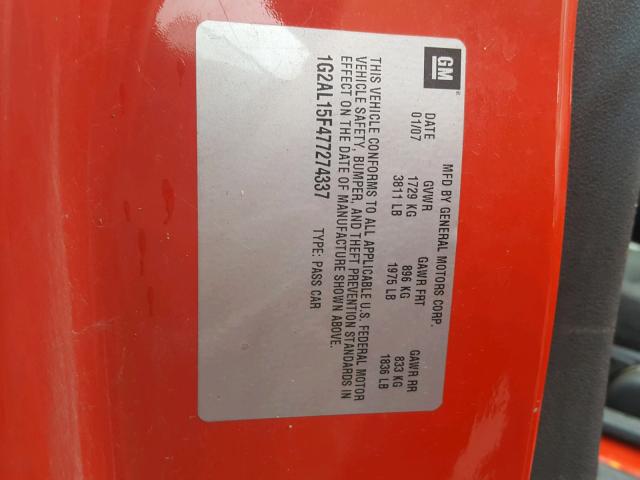 GM
MFD BY GENERAL MOTORS CORP.
DATE GVWR GAWR FRT GAWR RR
01/07 1729 KG 896 KG 833 KG
3811 LB 1975 LB 1836 LB
THIS VEHICLE CONFORMS TO ALL APPLICABLE U.S. FEDERAL MOTOR
VEHICLE SAFETY, BUMPER, AND THEFT PREVENTION STANDARDS IN
EFFECT ON THE DATE OF MANUFACTURE SHOWN ABOVE.
1G2AL15F477274337 TYPE: PASS CAR